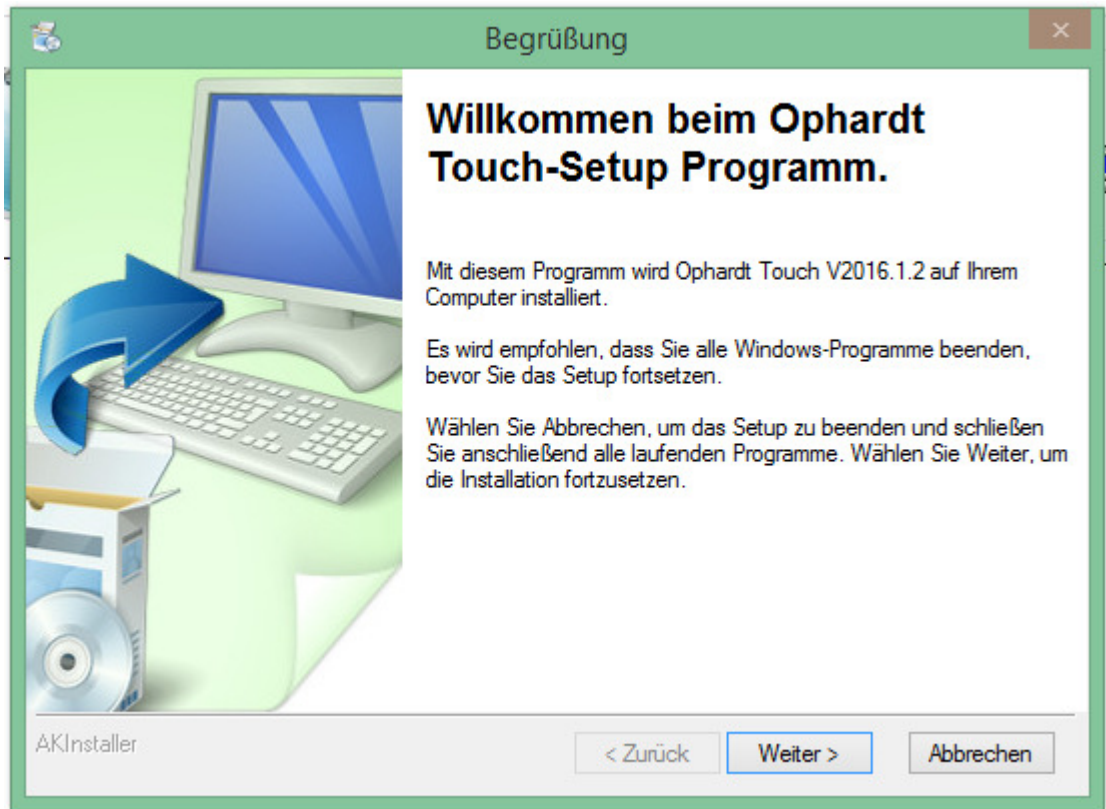 Begrüßung
Willkommen beim Ophardt
Touch-Setup Programm.
Mit diesem Programm wird Ophardt Touch V2016.1.2 auf Ihrem
Computer installiert.
Es wird empfohlen, dass Sie alle Windows-Programme beenden,
bevor Sie das Setup fortsetzen.
Wählen Sie Abbrechen, um das Setup zu beenden und schließen
Sie anschließend alle laufenden Programme. Wählen Sie Weiter, um
die Installation fortzusetzen.
AKInstaller
< Zurück Weiter > Abbrechen